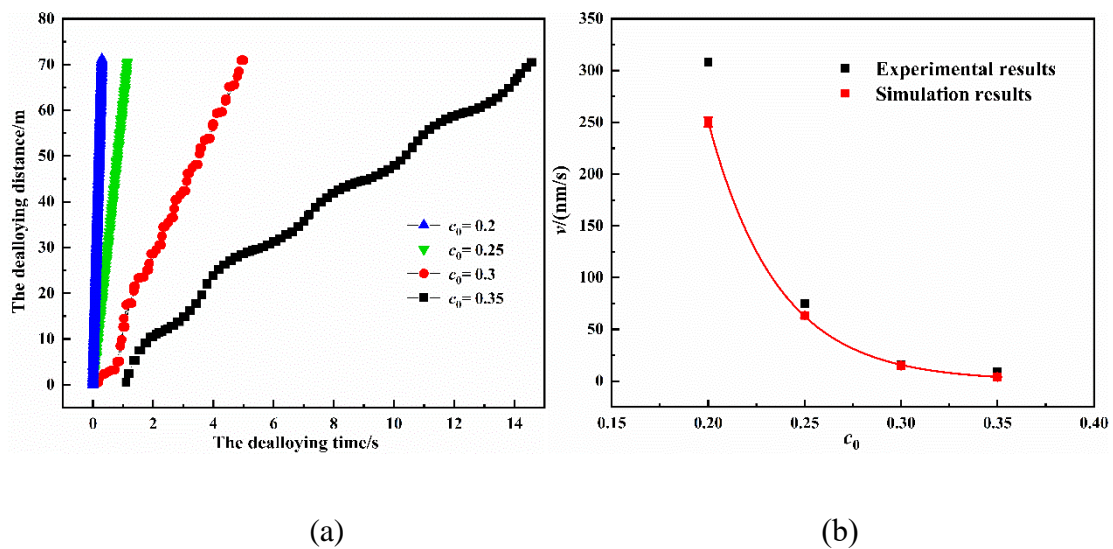 80
70
60
50
40
30
20
10
0
The dealloying distance/m
c0= 0.2
c0= 0.25
c0= 0.3
c0= 0.35
0 2 4 6 8 10 12 14
The dealloying time/s
350
300
250
200
150
100
50
0
v/(nm/s)
Experimental results
Simulation results
0.15 0.20 0.25 0.30 0.35 0.40
c0
(a) (b)